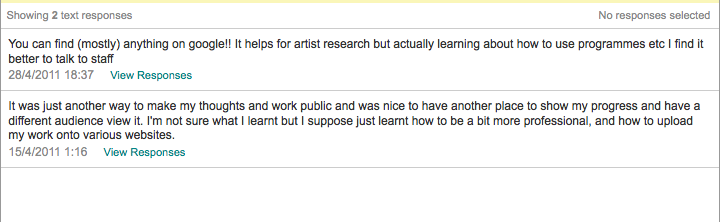 Showing 2 text responses No responses selected
You can find (mostly) anything on google!! It helps for artist research but actually learning about how to use programmes etc I find it
better to talk to staff
28/4/2011 18:37 View Responses
It was just another way to make my thoughts and work public and was nice to have another place to show my progress and have a
different audience view it. I'm not sure what I learnt but I suppose just learnt how to be a bit more professional, and how to upload
my work onto various websites.
15/4/2011 1:16 View Responses